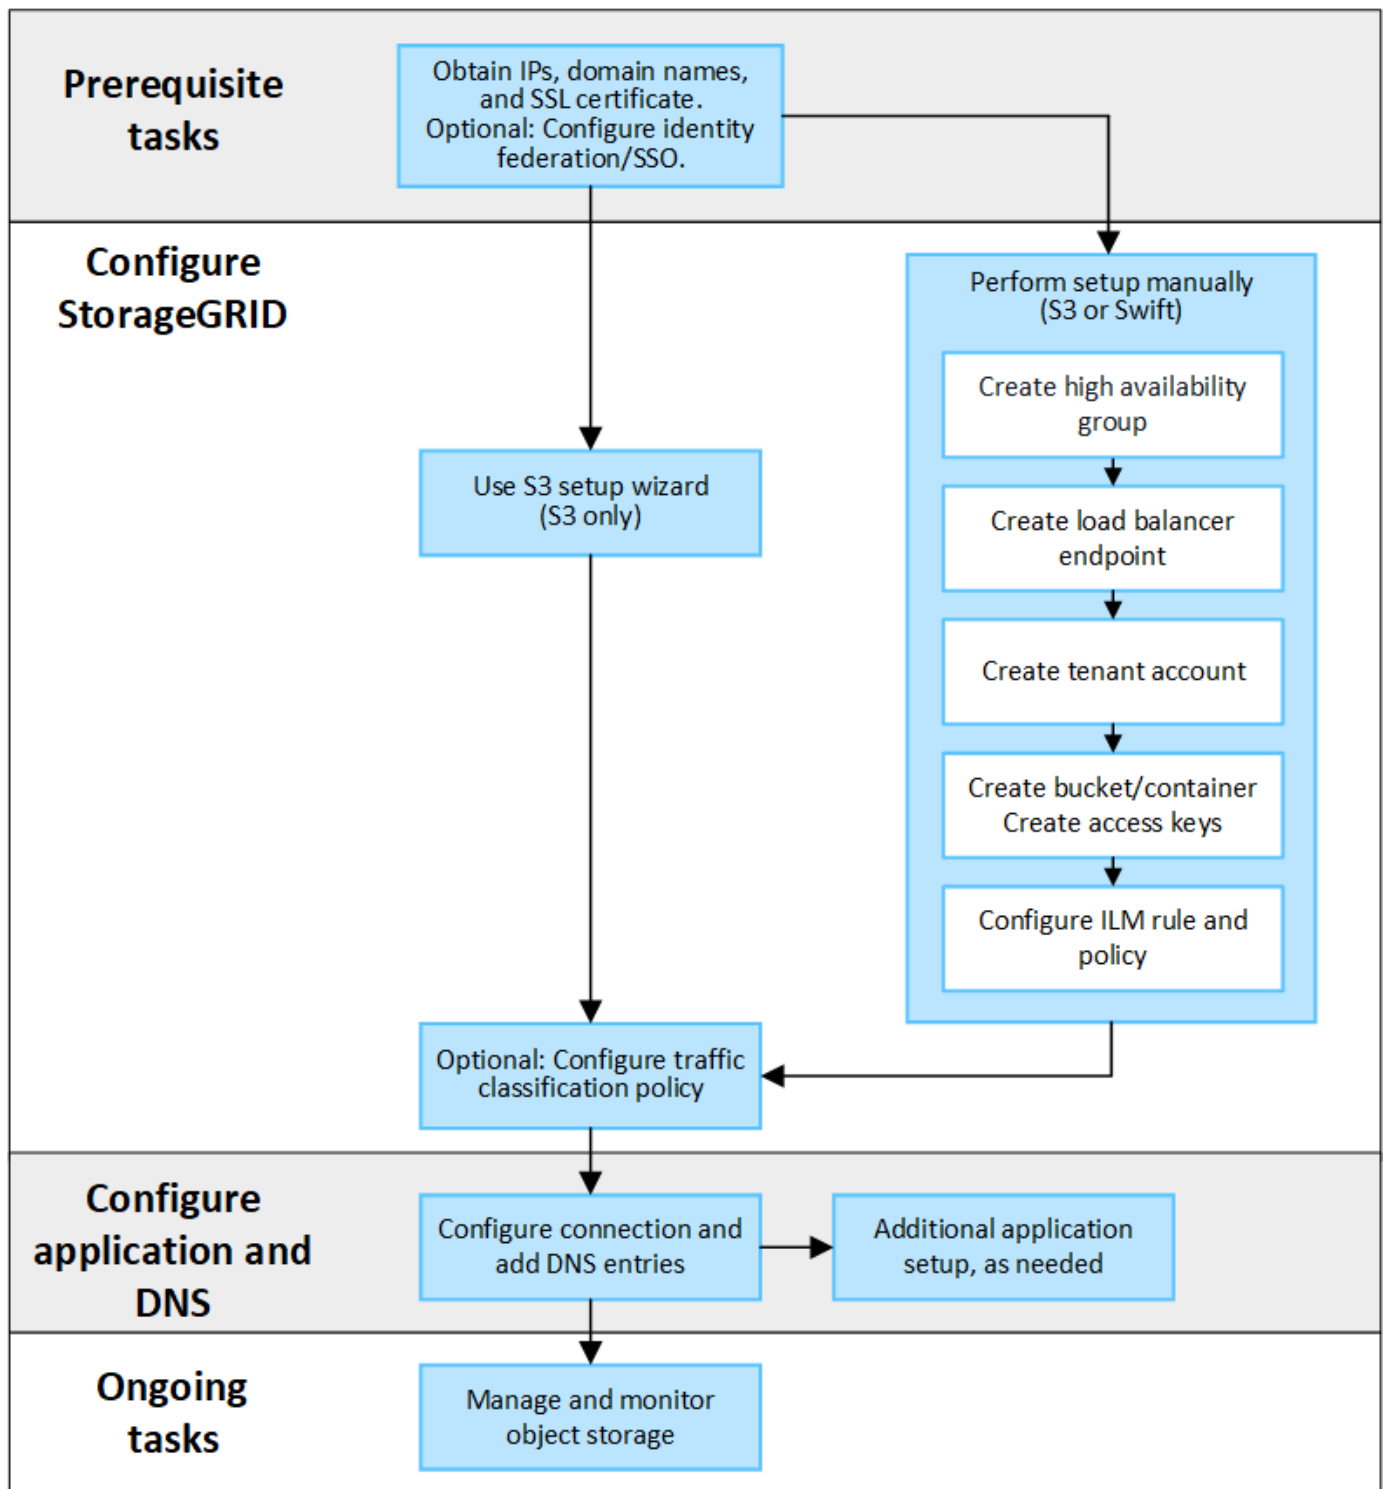 Prerequisite
tasks
Obtain IPs, domain names,
and SSL certificate.
Optional: Configure identity
federation/SSO.
Configure
StorageGRID
Perform setup manually
(S3 or Swift)
Create high availability
group
Use S3 setup wizard
(S3 only)
Create load balancer
endpoint
Create tenant account
Create bucket/container
Create access keys
Configure ILM rule and
policy
Optional: Configure traffic
classification policy
Configure
application and
DNS
Configure connection and
add DNS entries
Additional application
setup, as needed
Ongoing
tasks
Manage and monitor
object storage